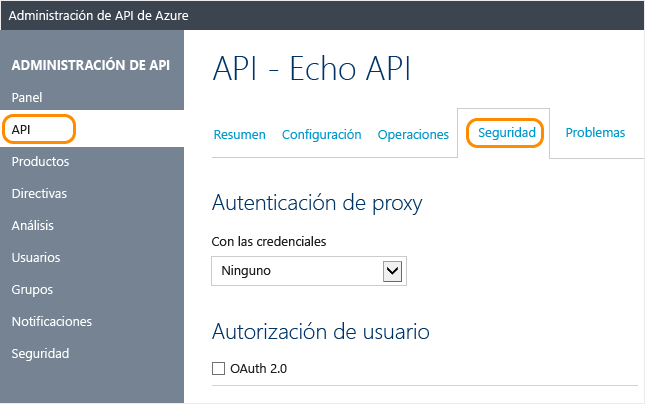 Administración de API de Azure
ADMINISTRACIÓN DE API
Panel
API
Productos
Directivas
Análisis
Usuarios
Grupos
Notificaciones
Seguridad
API - Echo API
Resumen Configuración Operaciones Seguridad Problemas
Autenticación de proxy
Con las credenciales
Ninguno
Autorización de usuario
OAuth 2.0